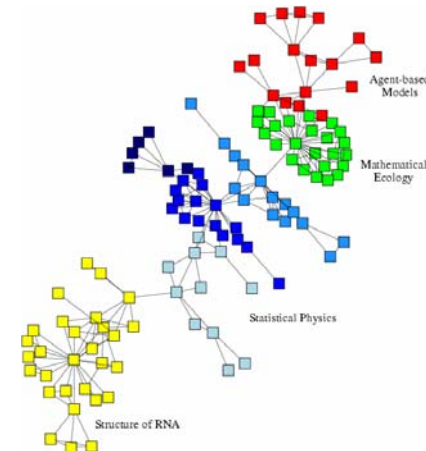 Agent-based
Models
Mathematical
Ecology
Statistical Physics
Structure of RNA